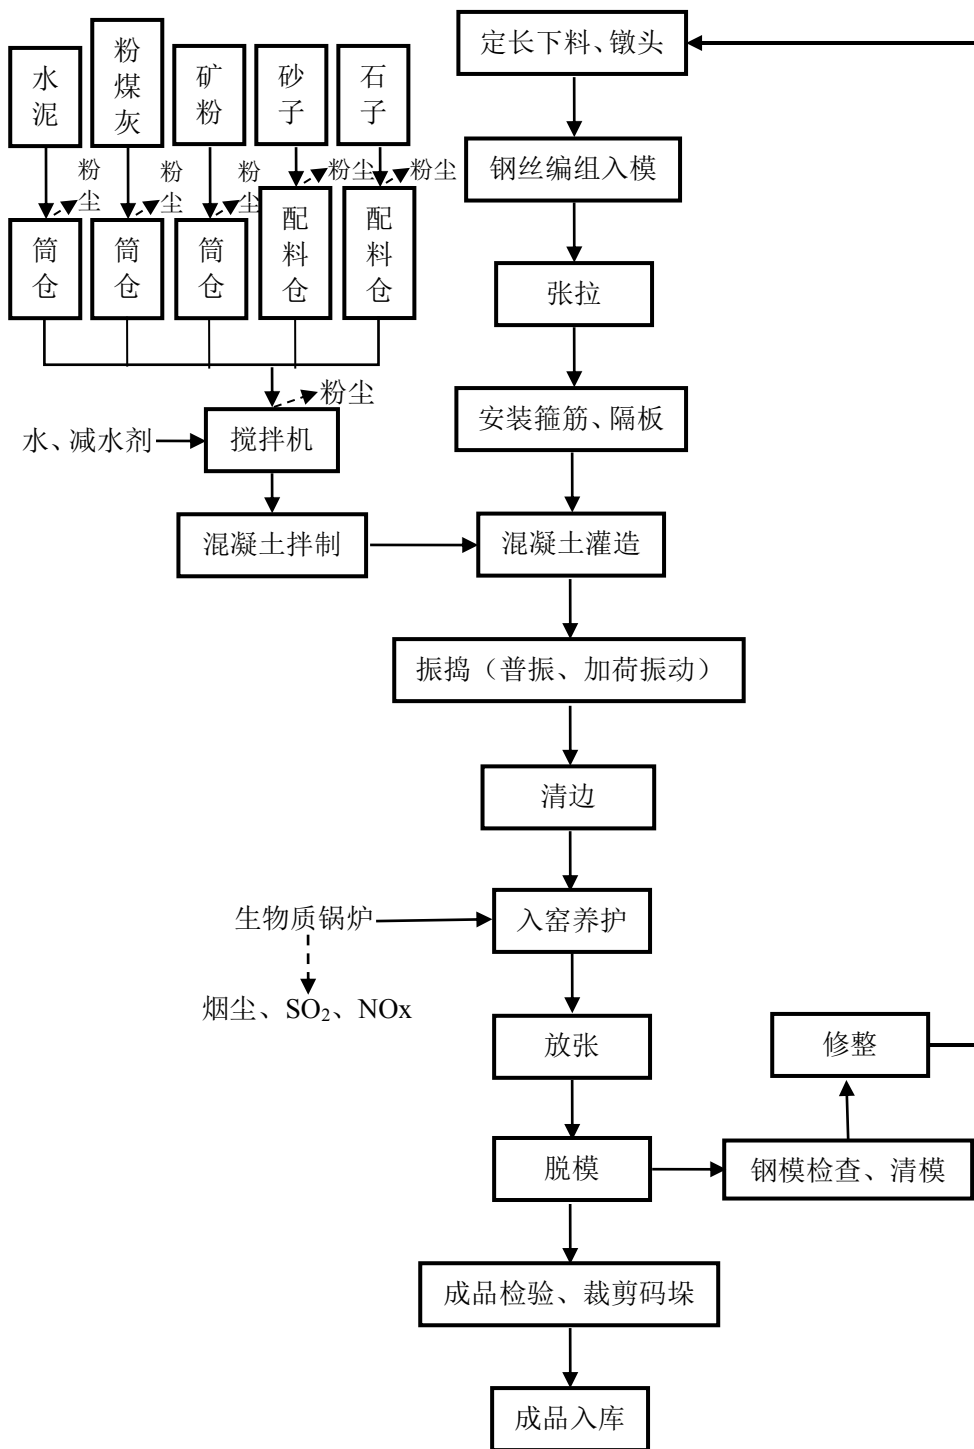 定长下料、镦头
水泥
粉煤灰
矿粉
砂子
石子
钢丝编组入模
粉尘
粉尘
粉尘
粉尘
粉尘
筒仓
筒仓
筒仓
配料仓
配料仓
张拉
粉尘
安装箍筋、隔板
水、减水剂
搅拌机
混凝土拌制
混凝土灌造
振捣（普振、加荷振动）
清边
生物质锅炉
入窑养护
烟尘、SO₂、NOx
放张
修整
脱模
钢模检查、清模
成品检验、裁剪码垛
成品入库